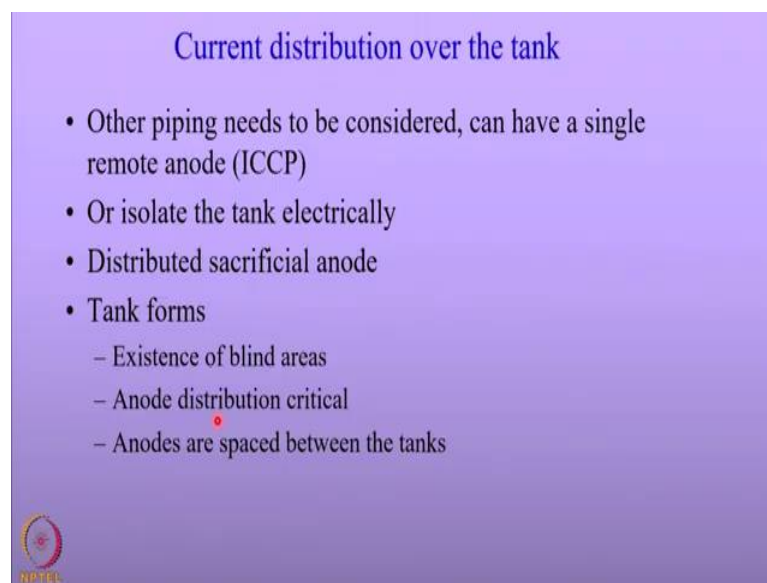 Current distribution over the tank
• Other piping needs to be considered, can have a single
remote anode (ICCP)
• Or isolate the tank electrically
• Distributed sacrificial anode
• Tank forms
– Existence of blind areas
– Anode distribution critical
– Anodes are spaced between the tanks
NPTEL